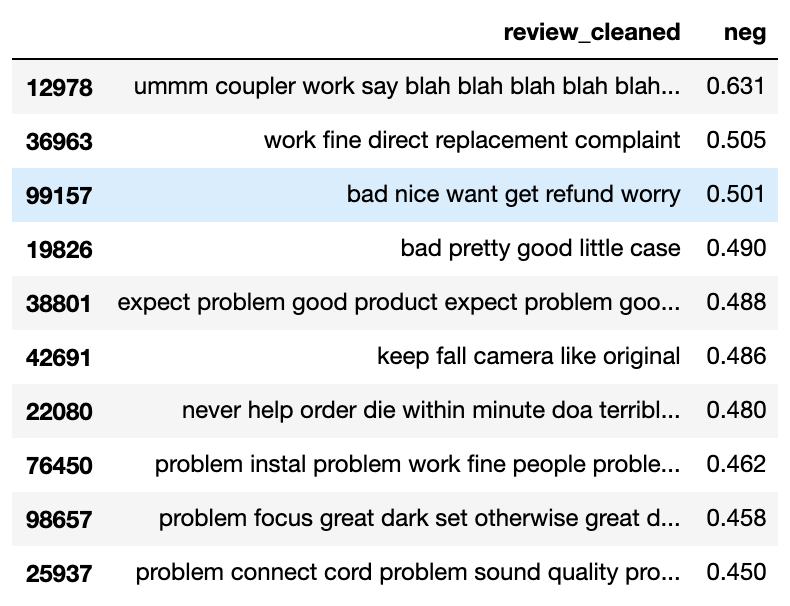 review_cleaned neg
12978 ummm coupler work say blah blah blah blah blah... 0.631
36963 work fine direct replacement complaint 0.505
99157 bad nice want get refund worry 0.501
19826 bad pretty good little case 0.490
38801 expect problem good product expect problem goo... 0.488
42691 keep fall camera like original 0.486
22080 never help order die within minute doa terribl... 0.480
76450 problem instal problem work fine people proble... 0.462
98657 problem focus great dark set otherwise great d... 0.458
25937 problem connect cord problem sound quality pro... 0.450